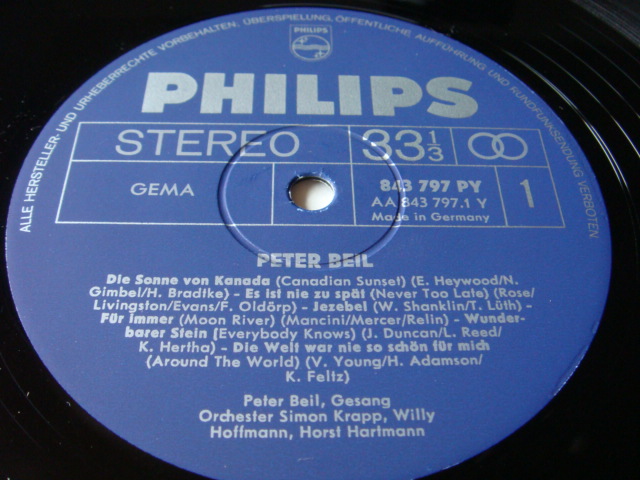 ALLE HERSTELLER- UND URHEBERRECHTE VORBEHALTEN. ÜBERSPIELUNG, ÖFFENTLICHE AUFFÜHRUNG UND RUNDFUNKSENDUNG VERBOTEN
PHILIPS
PHILIPS
STEREO 33 1/3
GEMA 843 797 PY 1
AA 843 797.1 Y
Made in Germany
PETER BEIL
Die Sonne von Kanada (Canadian Sunset) (E. Heywood/N.
Gimbel/H. Bradtke) - Es ist nie zu spät (Never Too Late) (Rose/
Livingston/Evans/F. Oldörp) - Jezebel (W. Shanklin/T. Lüth) -
Für immer (Moon River) (Mancini/Mercer/Relin) - Wunder-
barer Stein (Everybody Knows) (J. Duncan/L. Reed/
K. Hertha) - Die Welt war nie so schön für mich
(Around The World) (V. Young/H. Adamson/
K. Feltz)
Peter Beil, Gesang
Orchester Simon Krapp, Willy
Hoffmann, Horst Hartmann